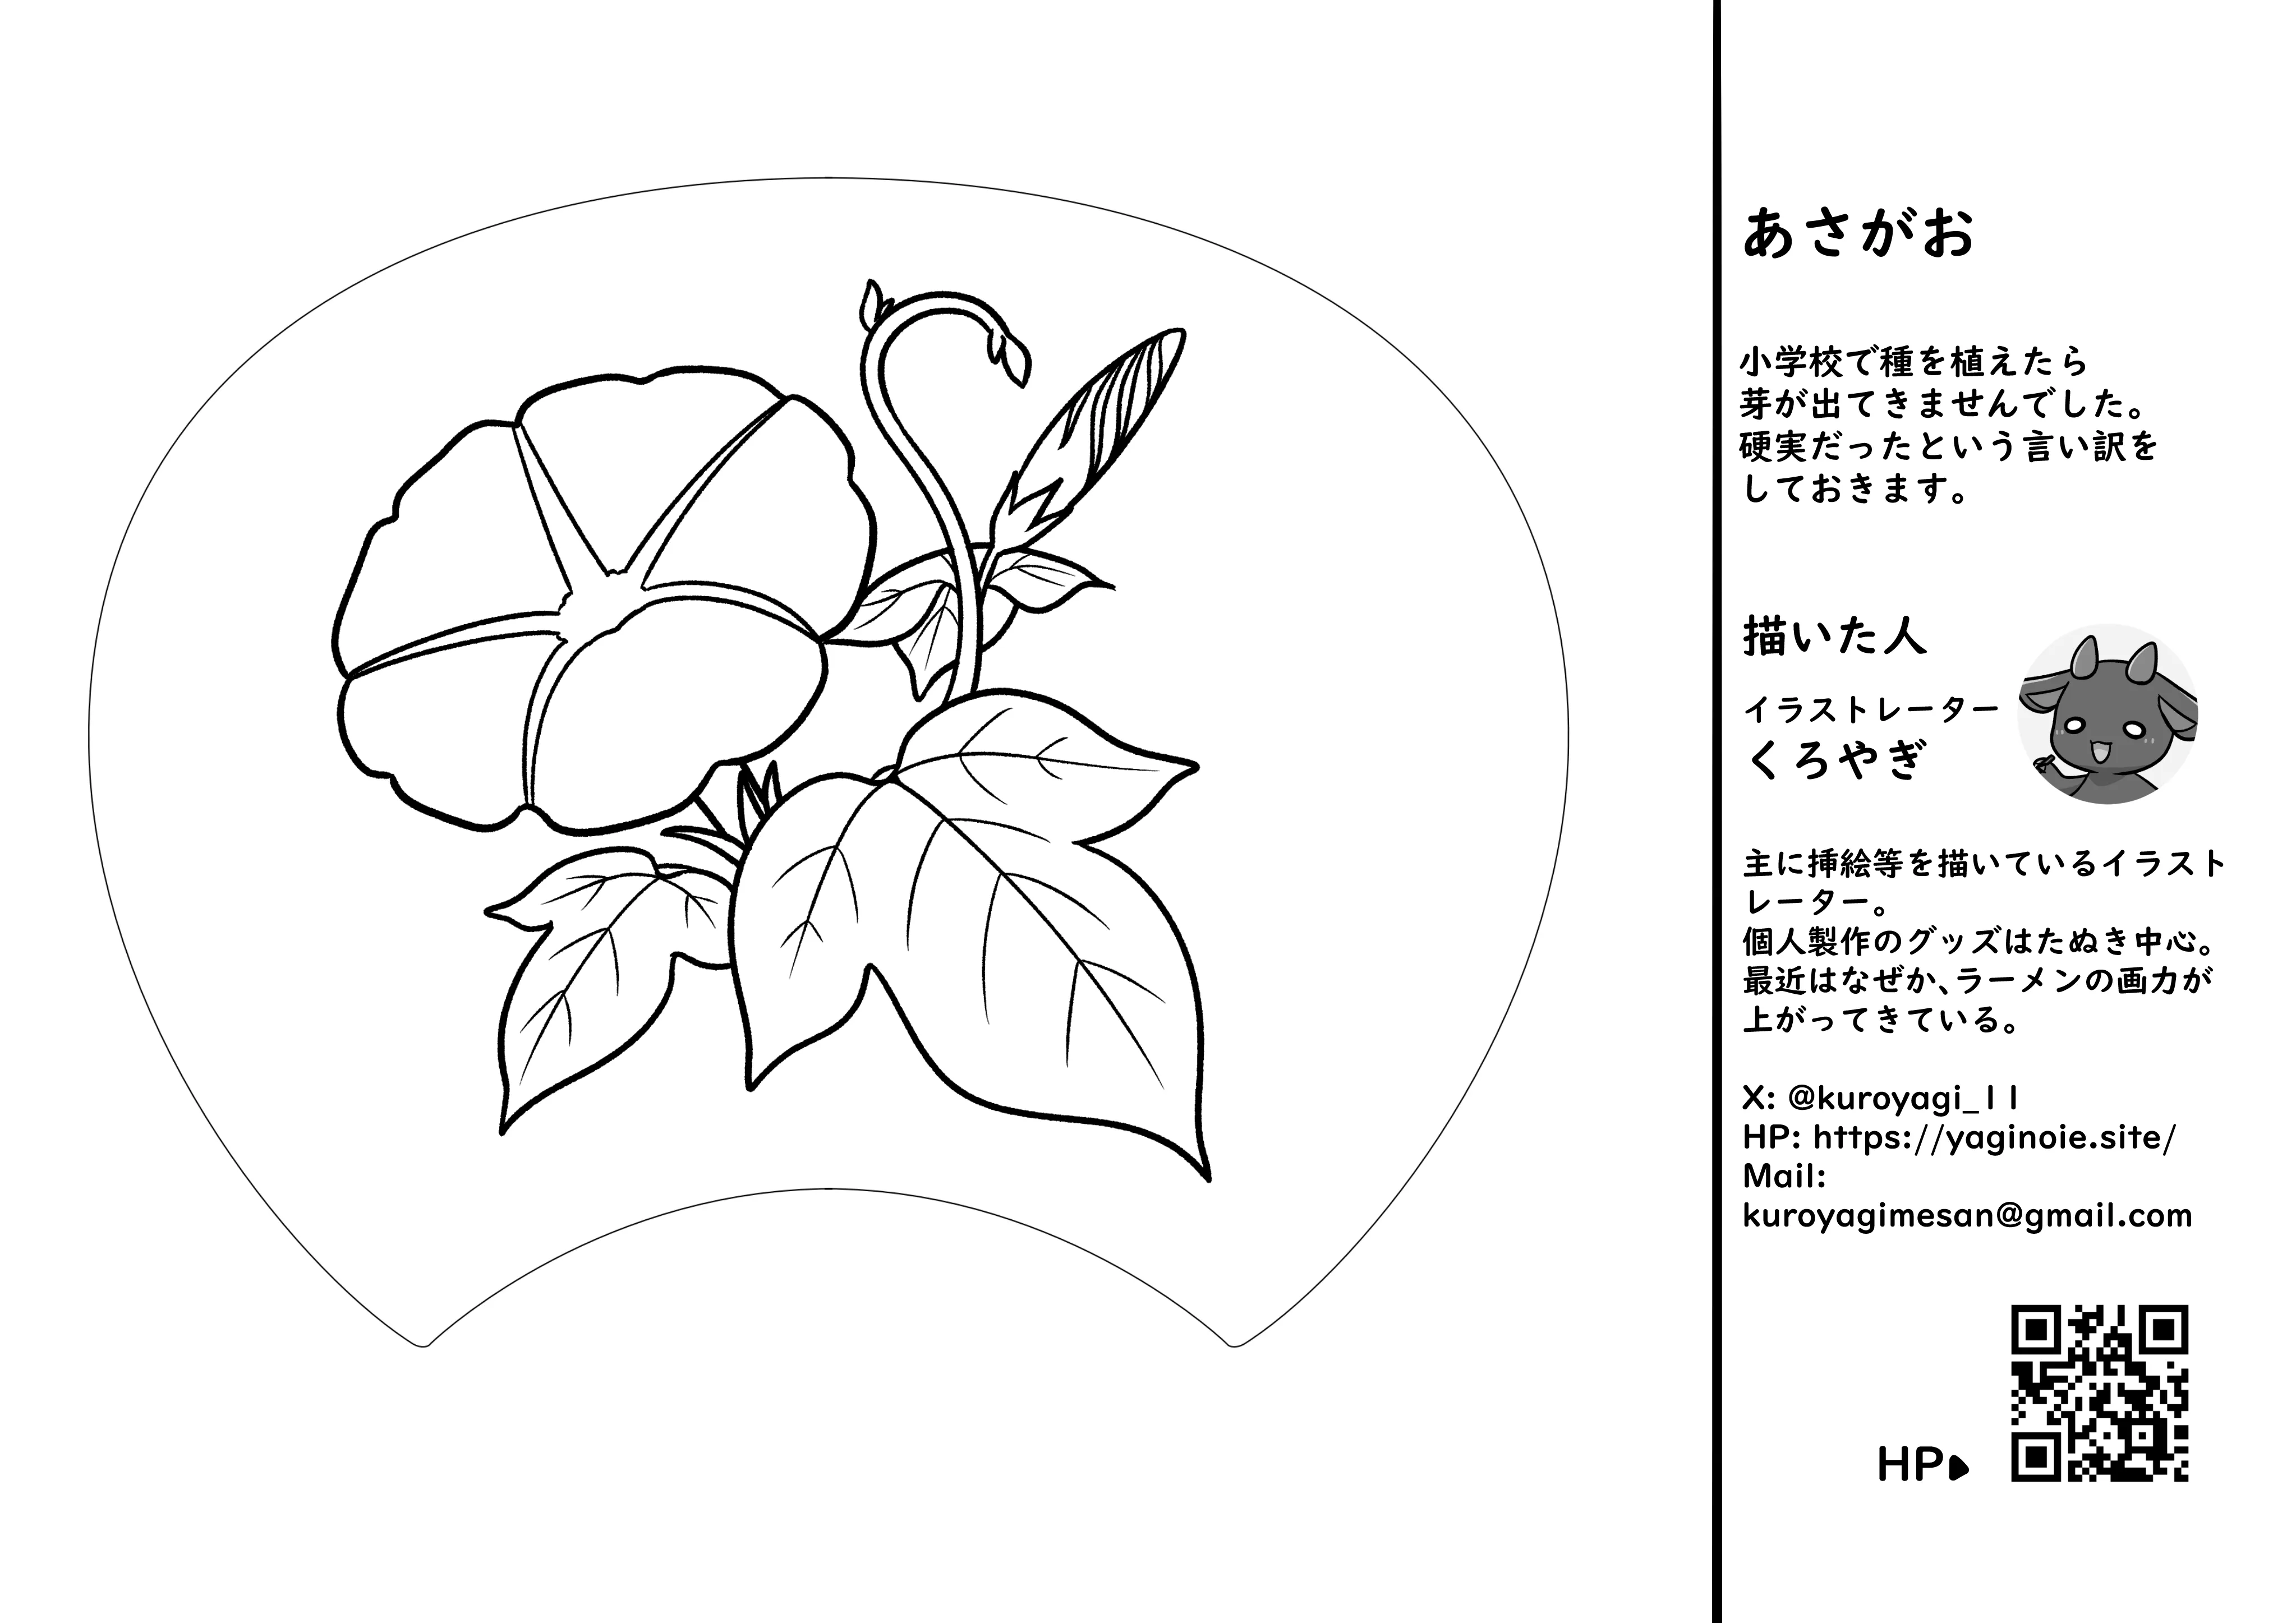 あさがお
小学校で種を植えたら
芽が出てきませんでした。
硬実だったという言い訳を
しておきます。
描いた人
イラストレーター
くろやぎ
主に挿絵等を描いているイラスト
レーター。
個人製作のグッズはたぬき中心。
最近はなぜか、ラーメンの画力が
上がってきている。
X: @kuroyagi_11
HP: https://yaginoie.site/
Mail:
kuroyagimesan@gmail.com
HP